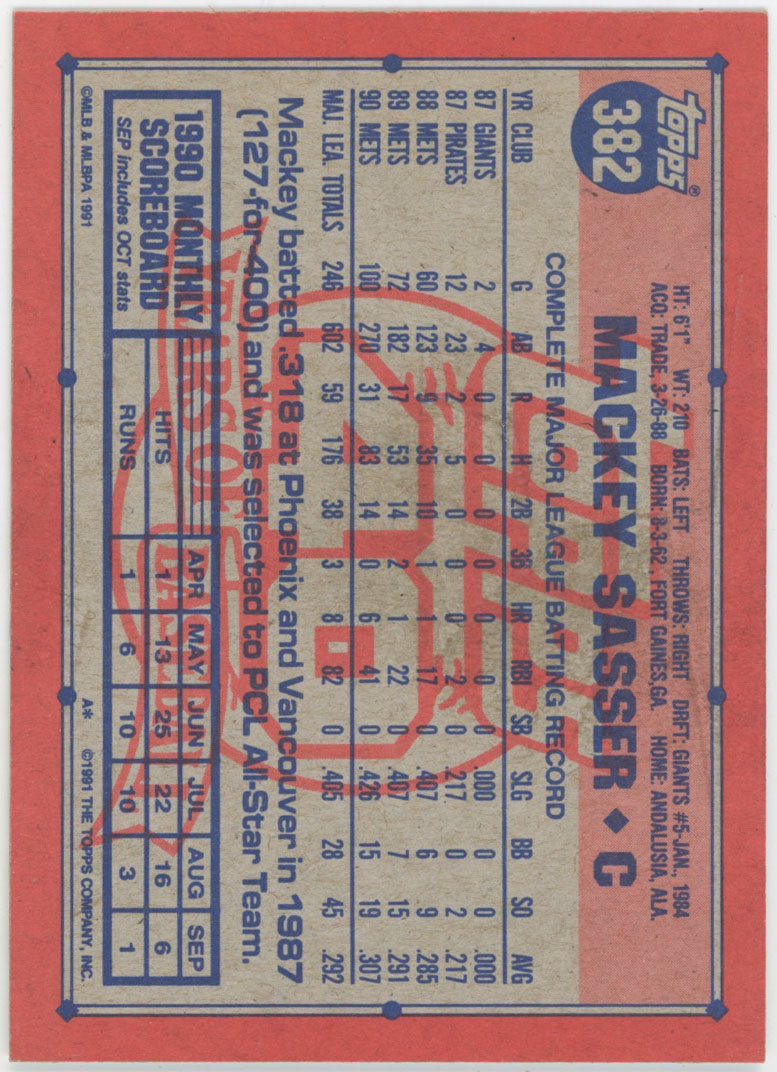 Topps®
382
HT: 6'1" WT: 210 BATS: LEFT THROWS: RIGHT DRFT: GIANTS #5-JAN., 1984
ACQ: TRADE, 3-26-88 BORN: 8-3-62, FORT GAINES, GA. HOME: ANDALUSIA, ALA.
MACKEY SASSER ♦ C
COMPLETE MAJOR LEAGUE BATTING RECORD
YR CLUB G AB R H 2B 3B HR RBI SB SLG BB SO AVG
87 GIANTS 2 4 0 0 0 0 0 0 0 .000 0 0 .000
87 PIRATES 12 23 2 5 0 0 0 2 0 .217 0 2 .217
88 METS 60 123 9 35 10 1 1 17 0 .407 6 9 .285
89 METS 72 182 17 53 14 2 1 22 0 .407 7 15 .291
90 METS 100 270 31 83 14 0 6 41 0 .426 15 19 .307
MAJ. LEA. TOTALS 246 602 59 176 38 3 8 82 0 .405 28 45 .292
Mackey batted .318 at Phoenix and Vancouver in 1987
(127-for-400) and was selected to PCL All-Star Team.
1990 MONTHLY
SCOREBOARD
SEP includes OCT stats
APR MAY JUN JUL AUG SEP
HITS 1 13 25 22 16 6
RUNS 1 6 10 10 3 1
©MLB & MLBPA 1991
A* ©1991 THE TOPPS COMPANY, INC.
YEARS OF BASEBALL